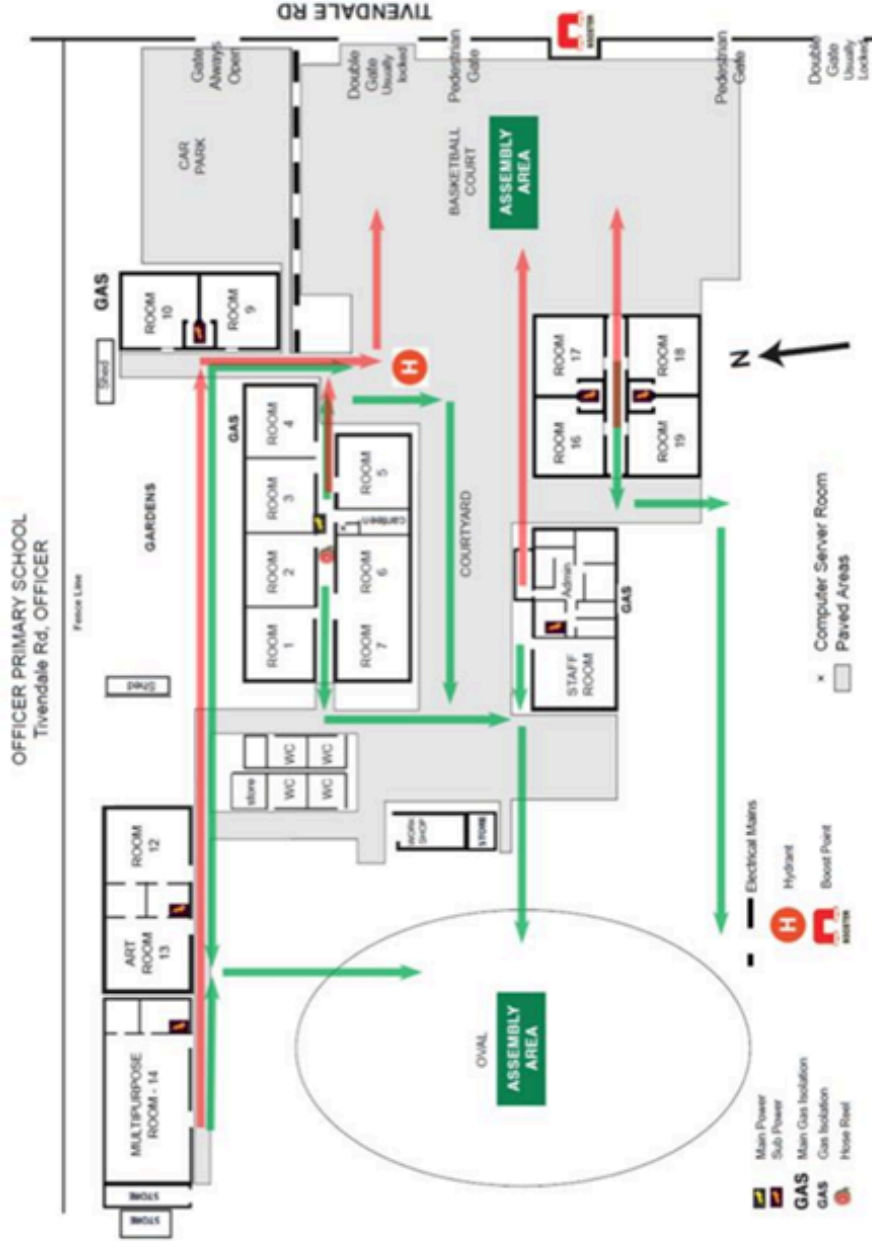 OFFICER PRIMARY SCHOOL
Tivendale Rd, OFFICER
Fence Line
TIVENDALE RD
STORE
STORE
MULTIPURPOSE
ROOM - 14
ART
ROOM
13
ROOM
12
Shed
GARDENS
Shed
GAS
ROOM
10
ROOM
9
CAR
PARK
Gate
Always
Open
store
WC
WC
WC
WC
ROOM
1
ROOM
2
ROOM
3
ROOM
4
GAS
ROOM
7
ROOM
6
canteen
ROOM
5
H
Double
Gate
Usually
locked
Pedestrian
Gate
WORK
SHOP
STORE
COURTYARD
BASKETBALL
COURT
ASSEMBLY
AREA
BOOSTER
OVAL
ASSEMBLY
AREA
STAFF
ROOM
Admin
GAS
ROOM
16
ROOM
17
ROOM
19
ROOM
18
Pedestrian
Gate
N
Double
Gate
Usually
Locked
Main Power
Sub Power
GAS Main Gas Isolation
GAS Gas Isolation
Hose Reel
Electrical Mains
H Hydrant
BOOSTER Boost Point
x Computer Server Room
Paved Areas